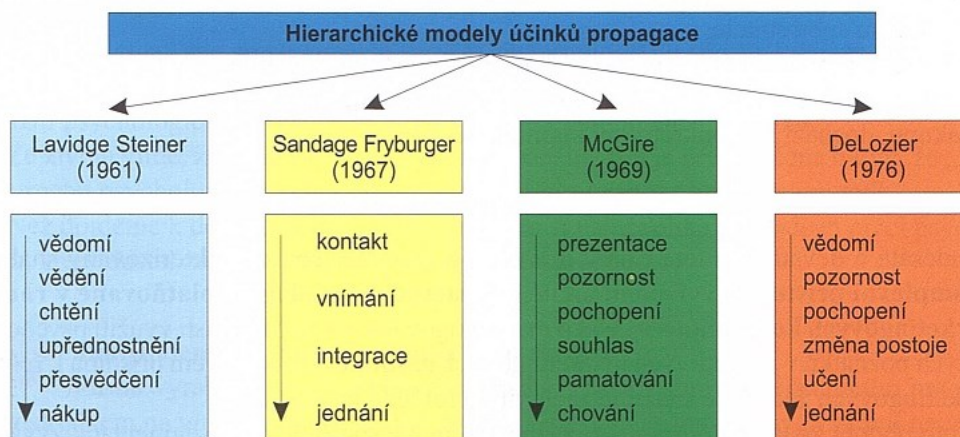 Hierarchické modely účinků propagace
Lavidge Steiner
(1961)
Sandage Fryburger
(1967)
McGire
(1969)
DeLozier
(1976)
vědomí
vědění
chtění
upřednostnění
přesvědčení
nákup
kontakt
vnímání
integrace
jednání
prezentace
pozornost
pochopení
souhlas
pamatování
chování
vědomí
pozornost
pochopení
změna postoje
učení
jednání